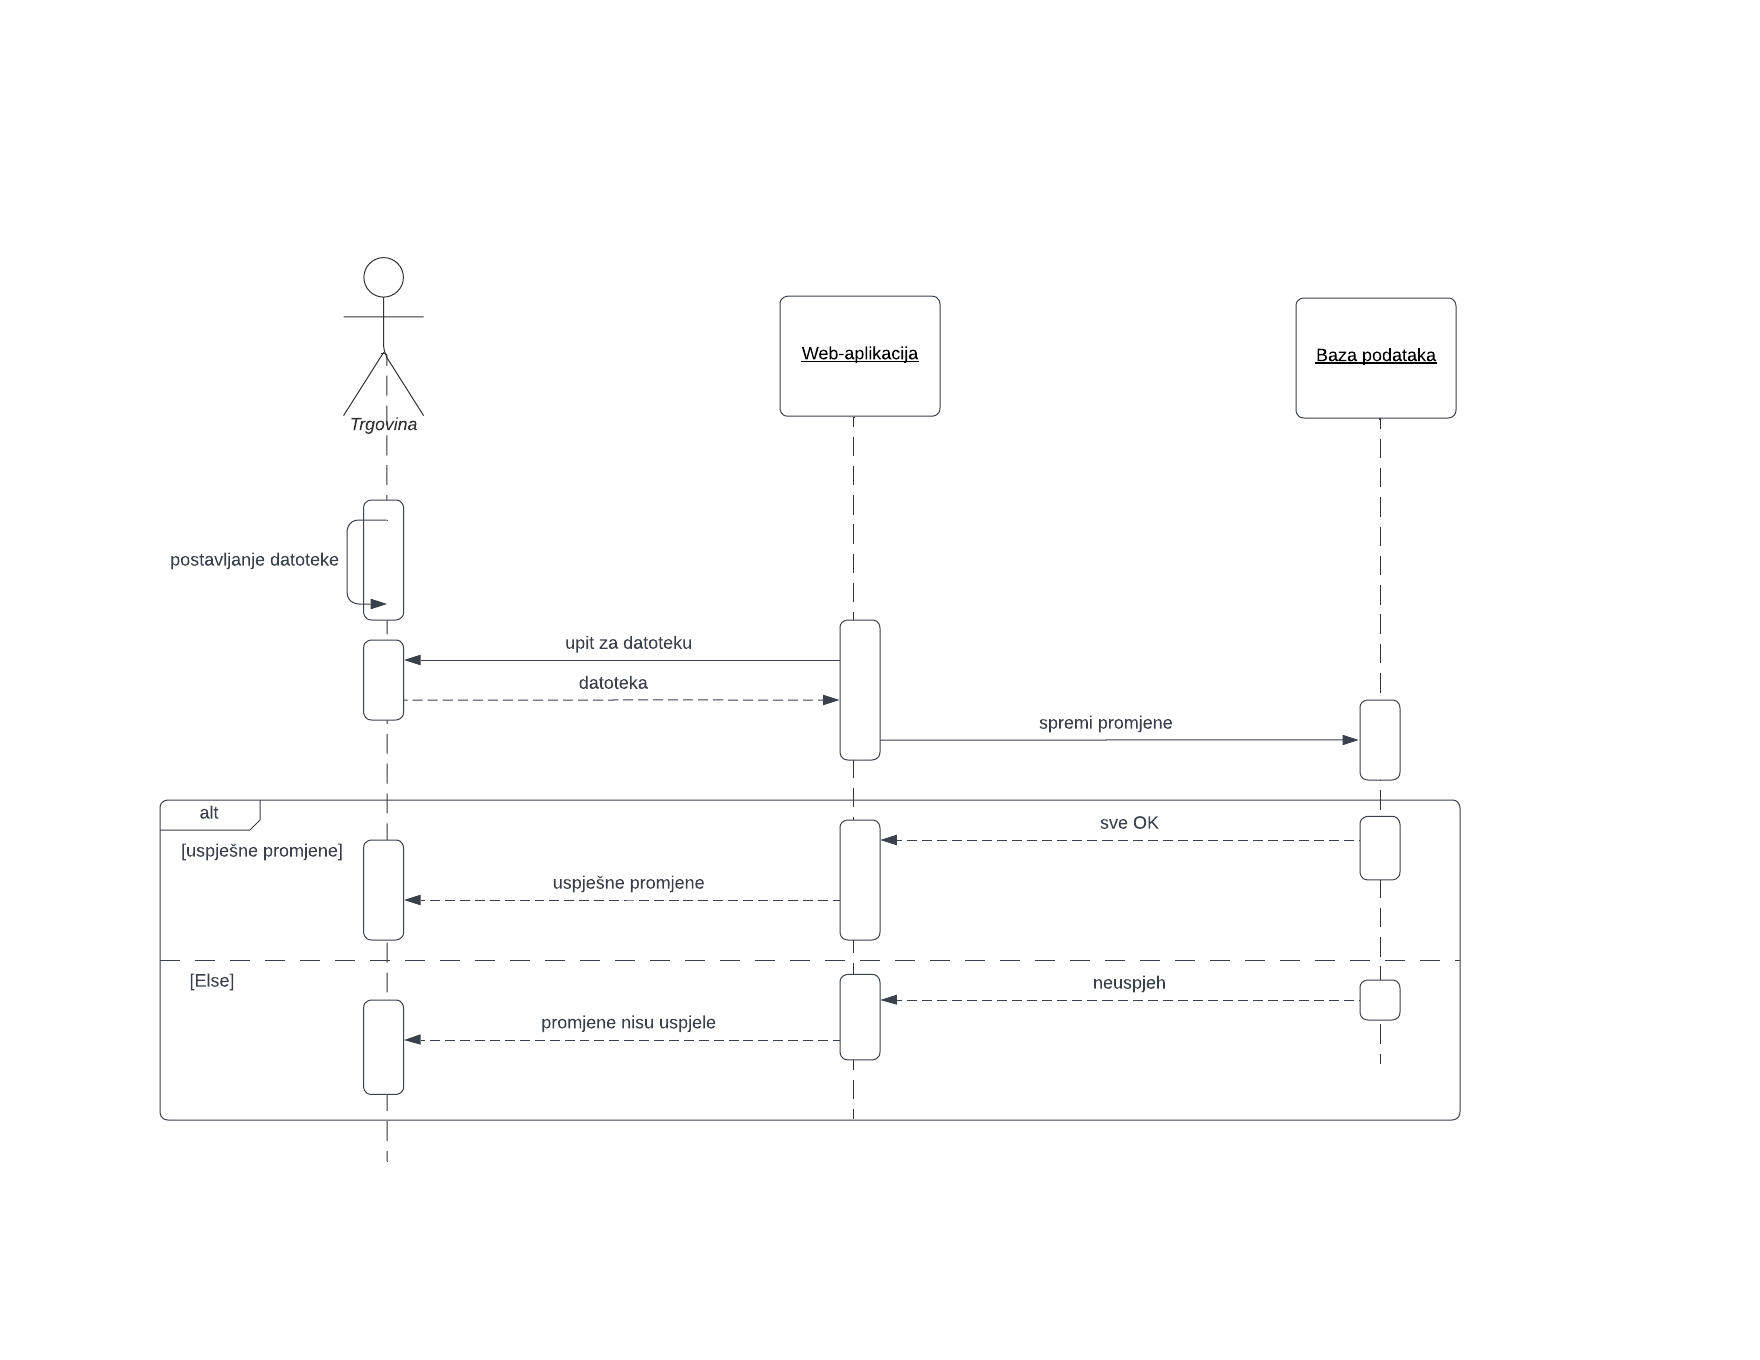 Trgovina
Web-aplikacija
Baza podataka
postavljanje datoteke
upit za datoteku
datoteka
spremi promjene
alt
[uspješne promjene]
sve OK
uspješne promjene
[Else]
neuspjeh
promjene nisu uspjele